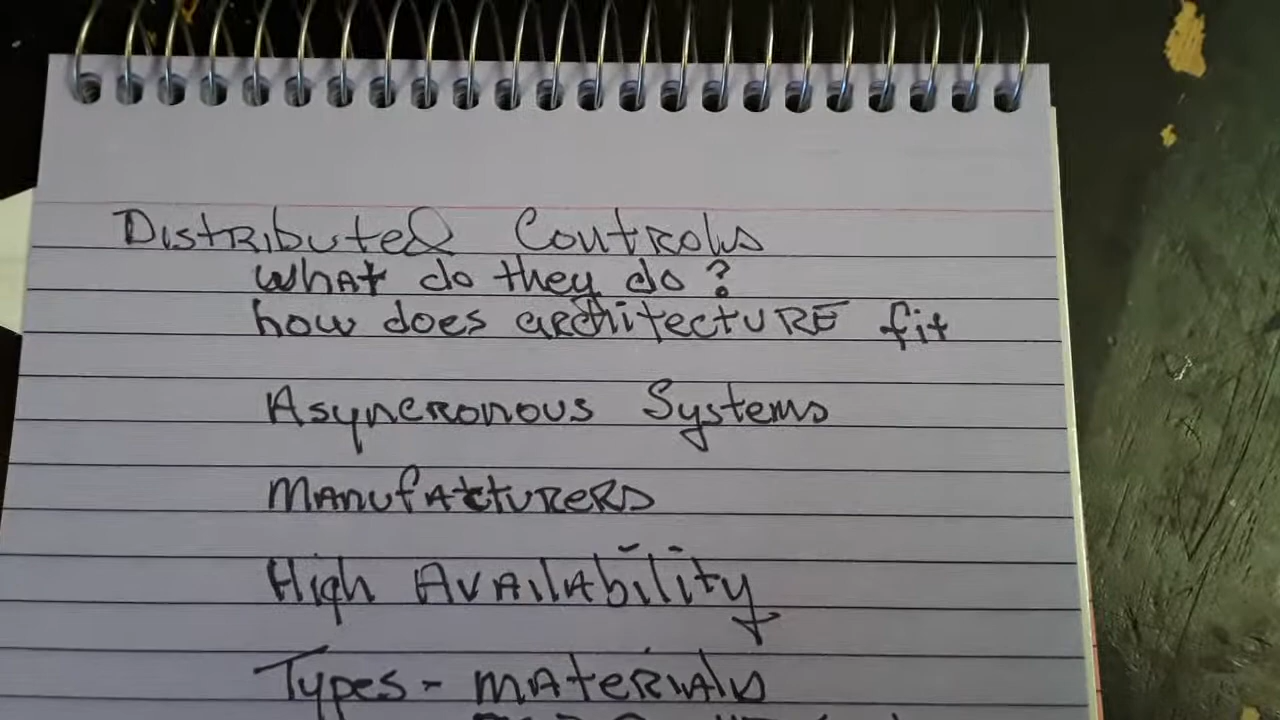 Distributed Controls
What do they do?
how does architecture fit
Asyncronous Systems
Manufacturers
High Availability
Types - materials